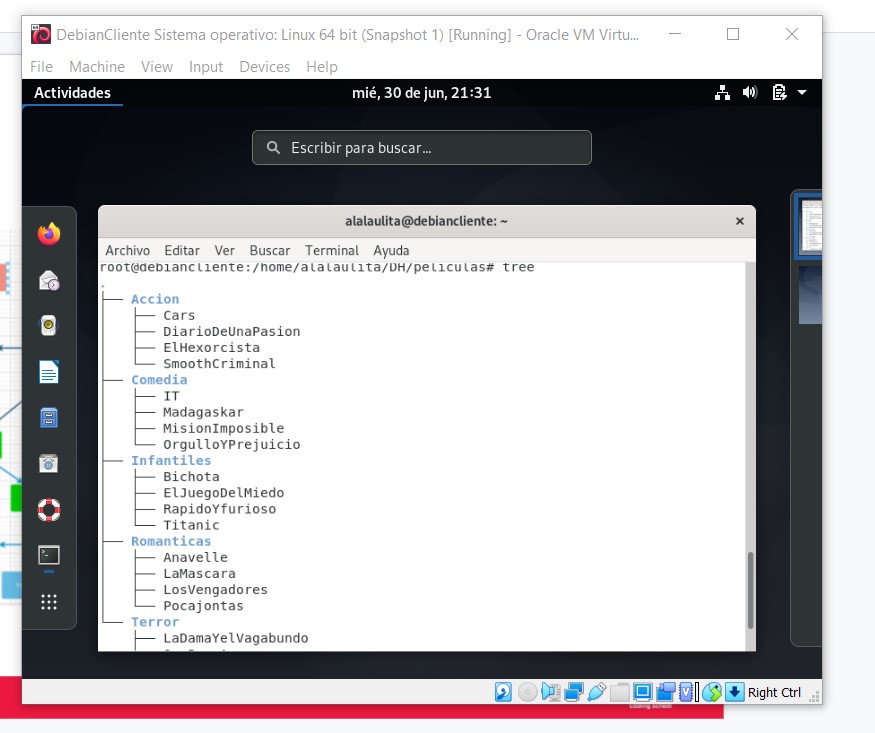 DebianCliente Sistema operativo: Linux 64 bit (Snapshot 1) [Running] - Oracle VM Virtu...
File Machine View Input Devices Help
Actividades mié, 30 de jun, 21:31
Escribir para buscar...
alalaulita@debiancliente: ~
Archivo Editar Ver Buscar Terminal Ayuda
root@debiancliente:/home/alalaulita/DH/peliculas# tree
.
├── Accion
│   ├── Cars
│   ├── DiarioDeUnaPasion
│   ├── ElHexorcista
│   └── SmoothCriminal
├── Comedia
│   ├── IT
│   ├── Madagaskar
│   ├── MisionImposible
│   └── OrgulloYPrejuicio
├── Infantiles
│   ├── Bichota
│   ├── ElJuegoDelMiedo
│   ├── RapidoYfurioso
│   └── Titanic
├── Romanticas
│   ├── Anavelle
│   ├── LaMascara
│   ├── LosVengadores
│   └── Pocajontas
└── Terror
    ├── LaDamaYelVagabundo
Right Ctrl